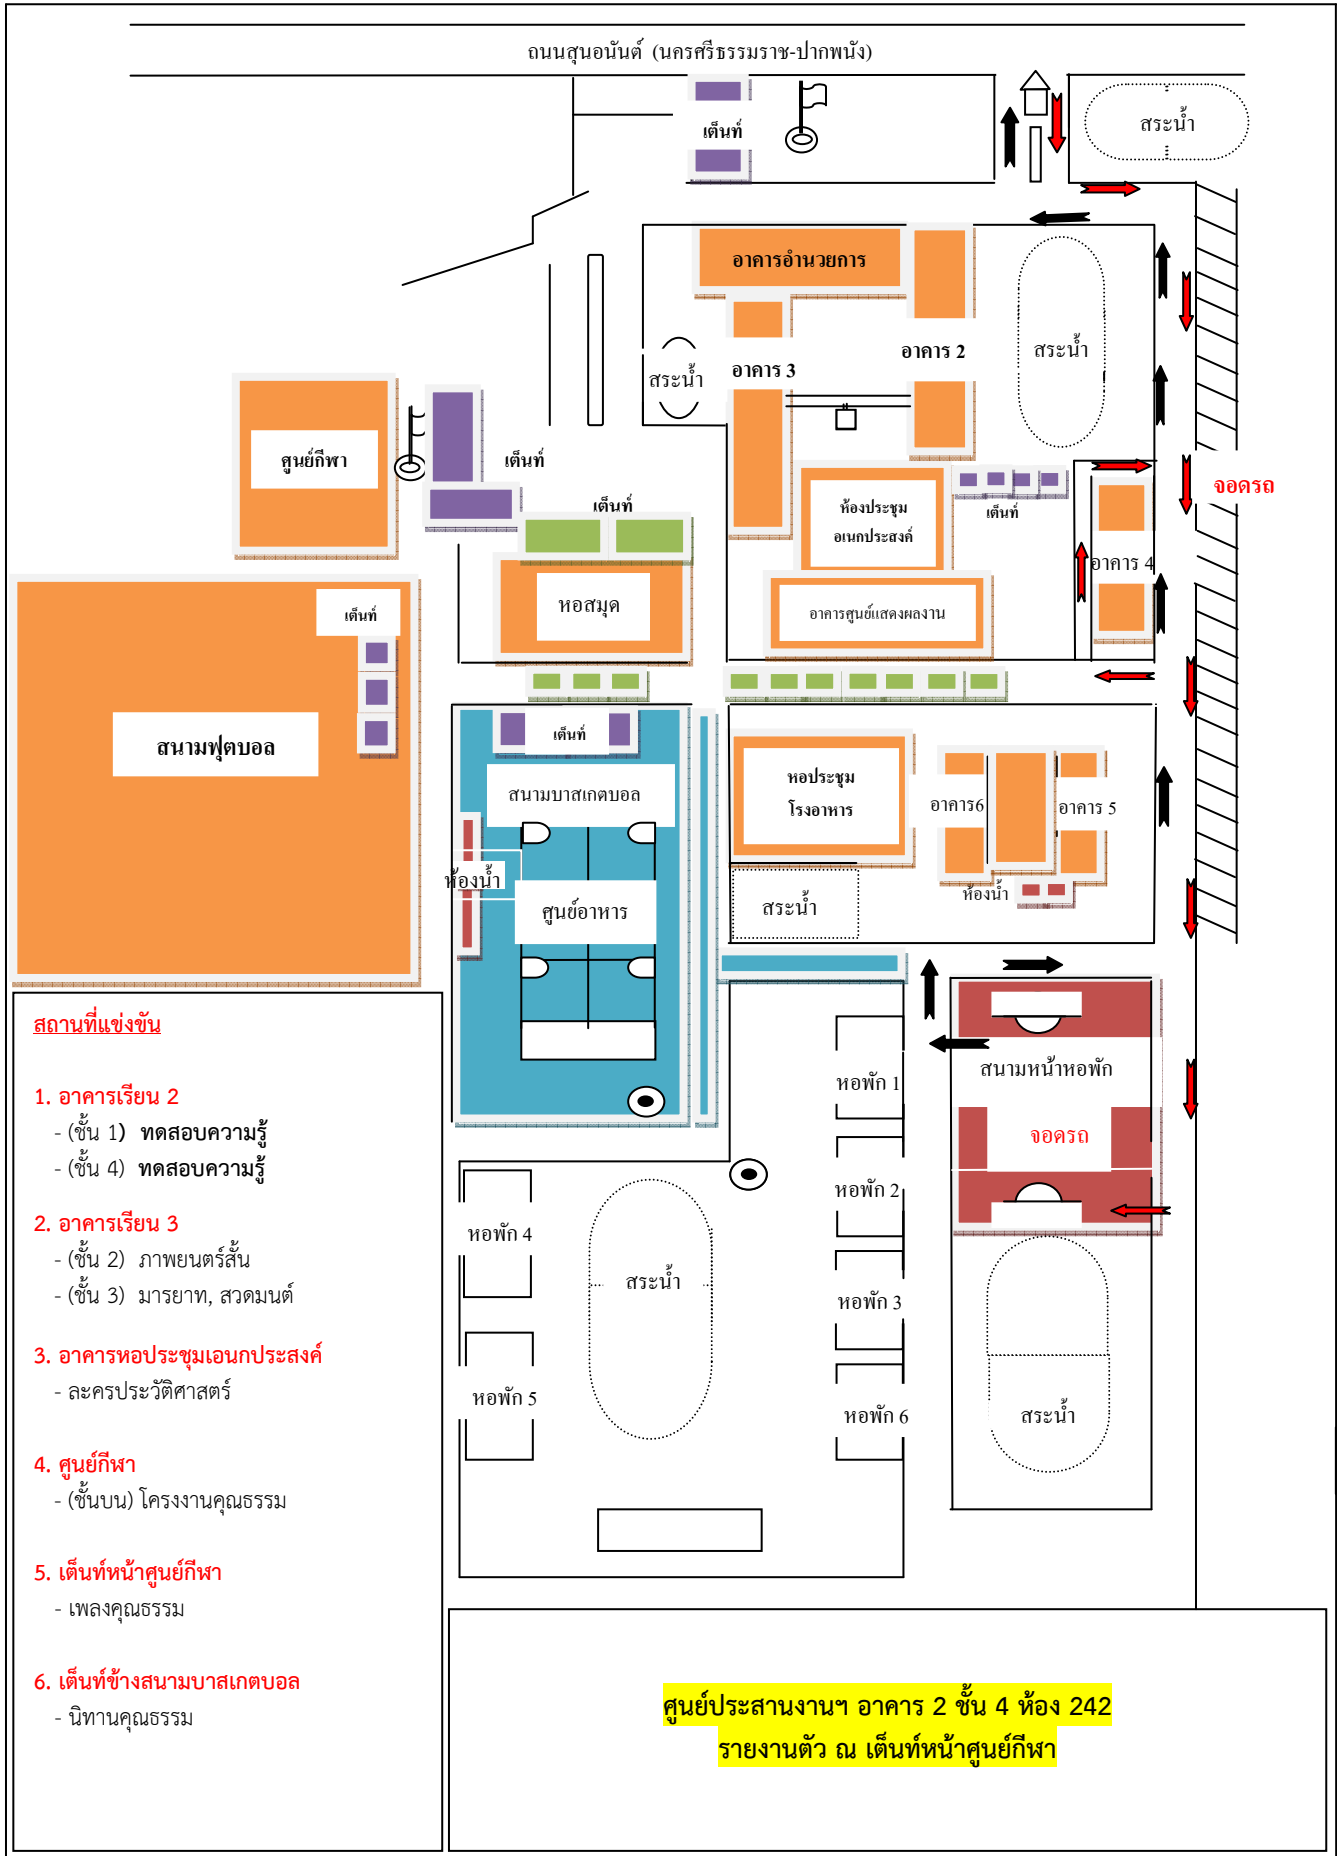 ถนนสุนอนันต์ (นครศรีธรรมราช-ปากพนัง)
เต็นท์
สระน้ำ
อาคารอำนวยการ
อาคาร 2
สระน้ำ
สระน้ำ
อาคาร 3
ศูนย์กีฬา
เต็นท์
เต็นท์
ห้องประชุม
อเนกประสงค์
เต็นท์
จอดรถ
อาคาร 4
เต็นท์
หอสมุด
อาคารศูนย์แสดงผลงาน
สนามฟุตบอล
เต็นท์
สนามบาสเกตบอล
หอประชุม
โรงอาหาร
อาคาร6
อาคาร 5
ห้องน้ำ
ศูนย์อาหาร
สระน้ำ
ห้องน้ำ
สนามหน้าหอพัก
จอดรถ
หอพัก 1
หอพัก 2
หอพัก 3
หอพัก 6
หอพัก 4
หอพัก 5
สระน้ำ
สระน้ำ
สถานที่แข่งขัน
1. อาคารเรียน 2
- (ชั้น 1) ทดสอบความรู้
- (ชั้น 4) ทดสอบความรู้
2. อาคารเรียน 3
- (ชั้น 2) ภาพยนตร์สั้น
- (ชั้น 3) มารยาท, สวดมนต์
3. อาคารหอประชุมเอนกประสงค์
- ละครประวัติศาสตร์
4. ศูนย์กีฬา
- (ชั้นบน) โครงงานคุณธรรม
5. เต็นท์หน้าศูนย์กีฬา
- เพลงคุณธรรม
6. เต็นท์ข้างสนามบาสเกตบอล
- นิทานคุณธรรม
ศูนย์ประสานงานฯ อาคาร 2 ชั้น 4 ห้อง 242
รายงานตัว ณ เต็นท์หน้าศูนย์กีฬา